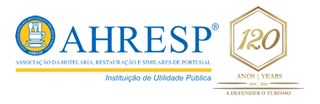 AHRESP®
ASSOCIAÇÃO DA HOTELARIA, RESTAURAÇÃO E SIMILARES DE PORTUGAL
Instituição de Utilidade Pública
120
ANOS | YEARS
A DEFENDER O TURISMO